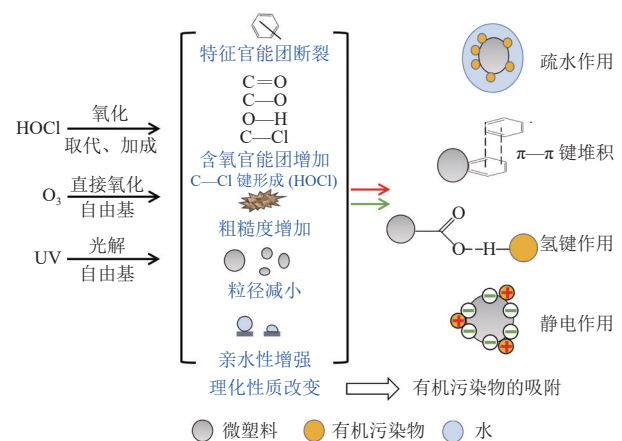 特征官能团断裂
C=O
C—O
O—H
C—Cl
含氧官能团增加
C—Cl 键形成 (HOCl)
粗糙度增加
粒径减小
亲水性增强
理化性质改变
HOCl
氧化
取代、加成
O₃
直接氧化
自由基
UV
光解
自由基
疏水作用
π—π 键堆积
O
O--H
氢键作用
静电作用
有机污染物的吸附
微塑料
有机污染物
水